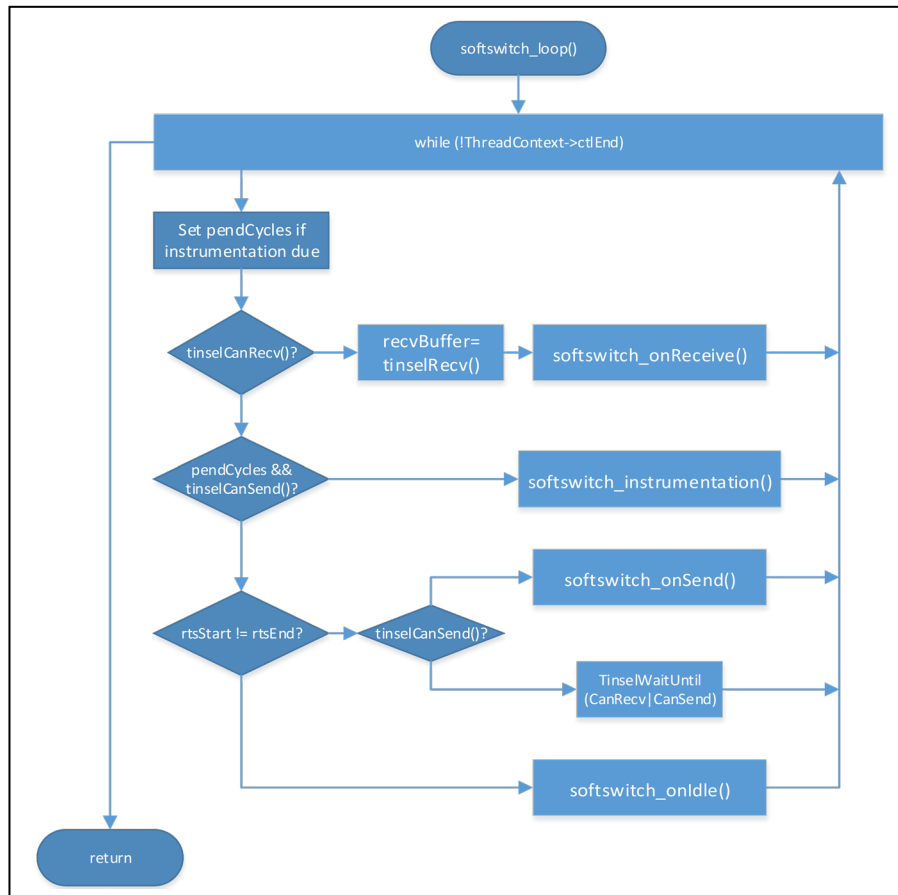 softswitch_loop()
while (!ThreadContext->ctlEnd)
Set pendCycles if
instrumentation due
tinselCanRecv()?
recvBuffer=
tinselRecv()
softswitch_onReceive()
pendCycles &&
tinselCanSend()?
softswitch_instrumentation()
softswitch_onSend()
rtsStart != rtsEnd?
tinselCanSend()?
TinselWaitUntil
(CanRecv|CanSend)
softswitch_onIdle()
return